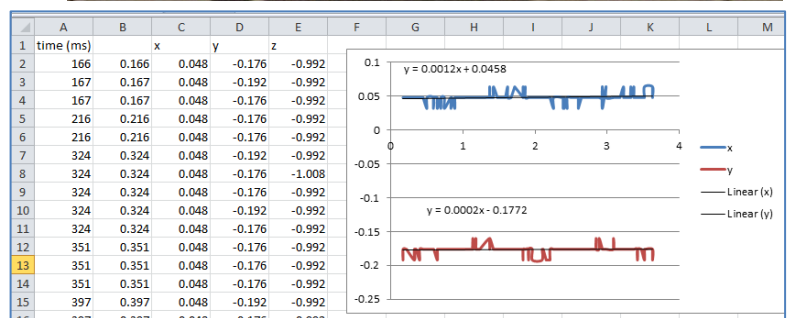 A B C D E F G H I J K L M
1 time (ms) x y z
2 166 0.166 0.048 -0.176 -0.992
3 167 0.167 0.048 -0.192 -0.992
4 167 0.167 0.048 -0.176 -0.992
5 216 0.216 0.048 -0.176 -0.992
6 216 0.216 0.048 -0.176 -0.992
7 324 0.324 0.048 -0.192 -0.992
8 324 0.324 0.048 -0.176 -1.008
9 324 0.324 0.048 -0.176 -0.992
10 324 0.324 0.048 -0.192 -0.992
11 324 0.324 0.048 -0.176 -0.992
12 351 0.351 0.048 -0.176 -0.992
13 351 0.351 0.048 -0.176 -0.992
14 351 0.351 0.048 -0.176 -0.992
15 397 0.397 0.048 -0.192 -0.992
0.1
y = 0.0012x + 0.0458
0.05
0
0 1 2 3 4
-0.05
-0.1
y = 0.0002x - 0.1772
-0.15
-0.2
-0.25
x
y
Linear (x)
Linear (y)